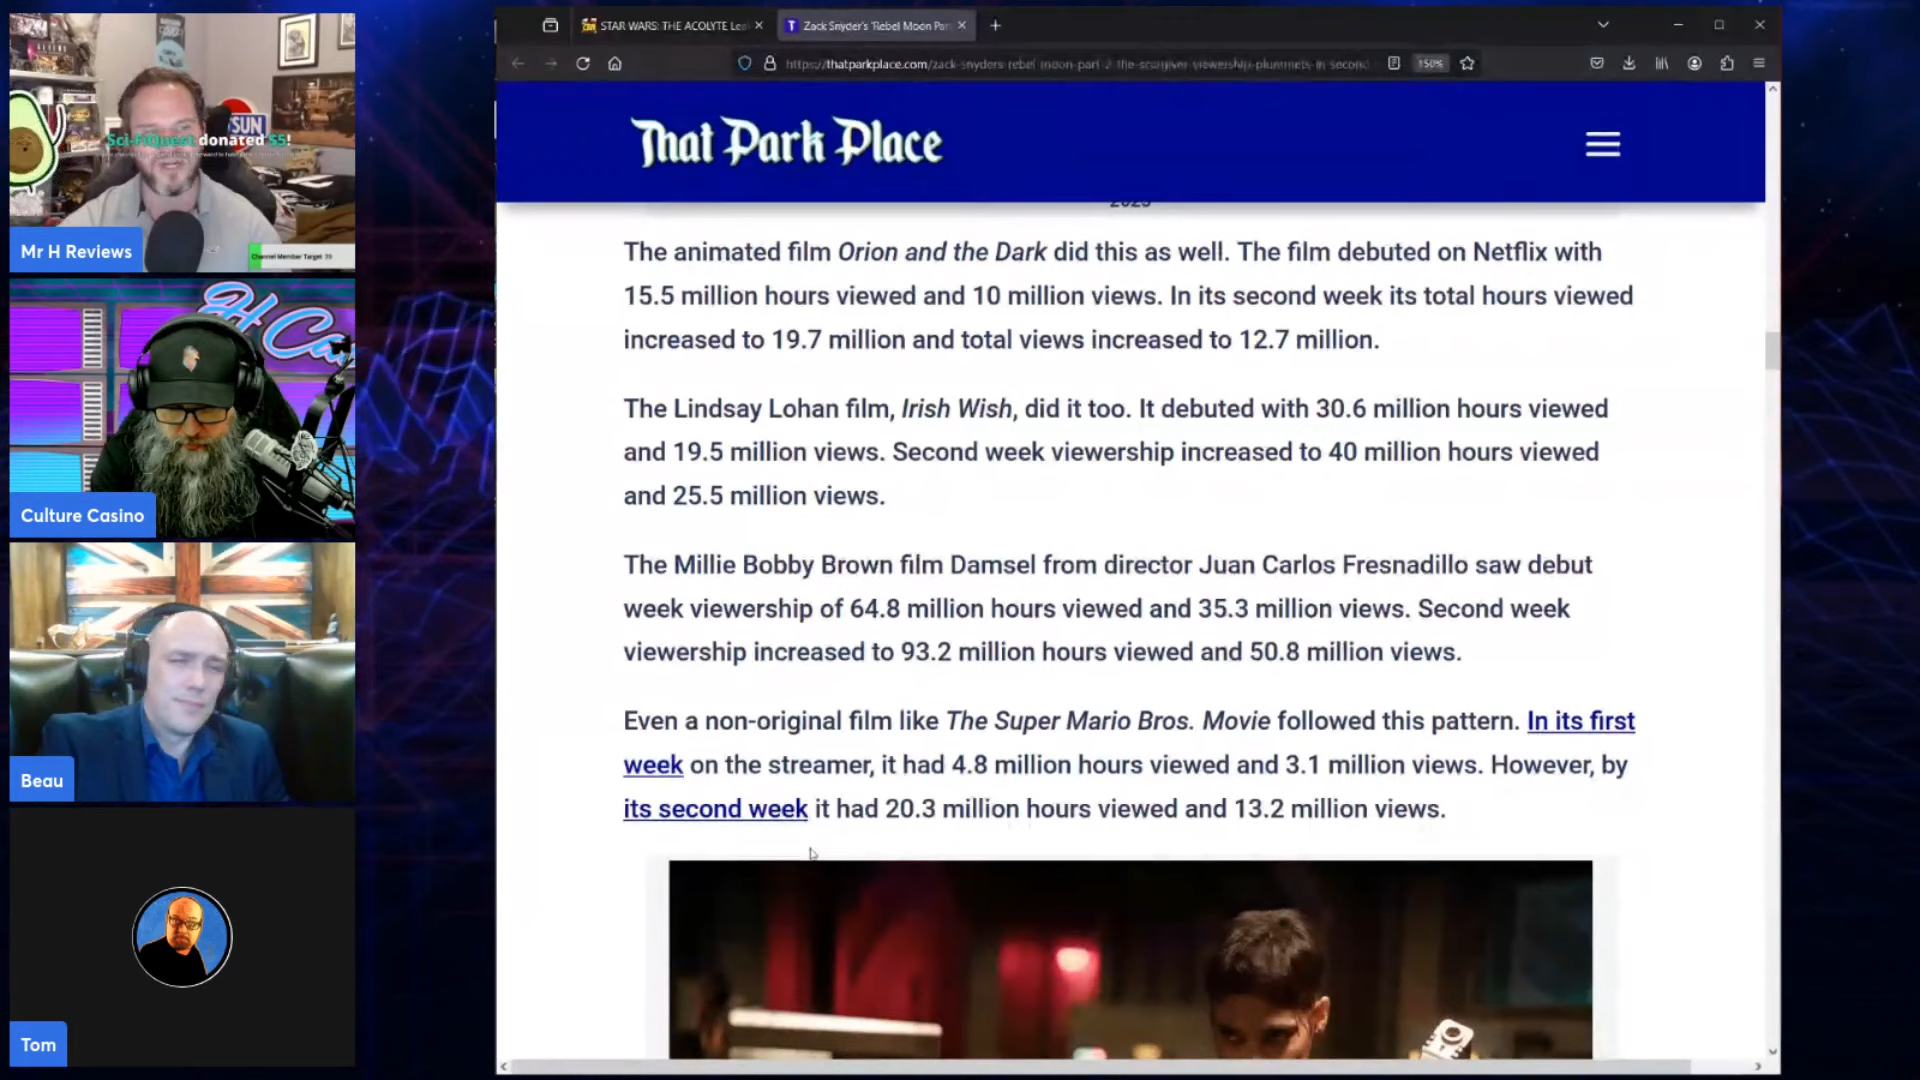 Sci-FiQuest donated $5!
SUN
Channel Member Target
Mr H Reviews
Culture Casino
Beau
Tom
STAR WARS: THE ACOLYTE Lea
Zack Snyder's 'Rebel Moon Par
https://thatparkplace.com/zack-snyders-rebel-moon-part-2-the-scargiver-viewership-plummets-in-second
150%
That Park Place
2023
The animated film Orion and the Dark did this as well. The film debuted on Netflix with
15.5 million hours viewed and 10 million views. In its second week its total hours viewed
increased to 19.7 million and total views increased to 12.7 million.
The Lindsay Lohan film, Irish Wish, did it too. It debuted with 30.6 million hours viewed
and 19.5 million views. Second week viewership increased to 40 million hours viewed
and 25.5 million views.
The Millie Bobby Brown film Damsel from director Juan Carlos Fresnadillo saw debut
week viewership of 64.8 million hours viewed and 35.3 million views. Second week
viewership increased to 93.2 million hours viewed and 50.8 million views.
Even a non-original film like The Super Mario Bros. Movie followed this pattern. In its first
week on the streamer, it had 4.8 million hours viewed and 3.1 million views. However, by
its second week it had 20.3 million hours viewed and 13.2 million views.